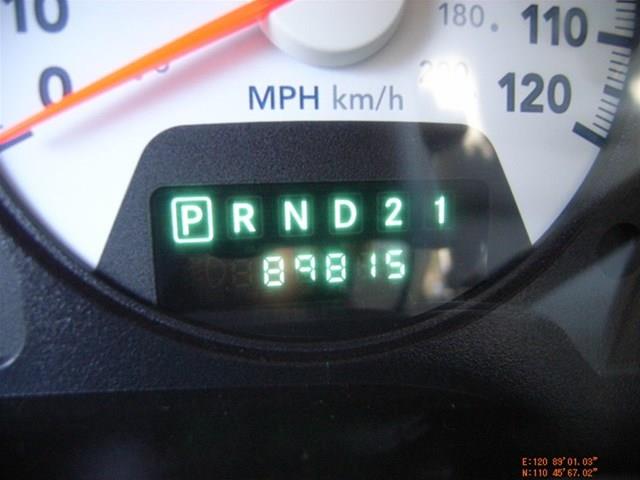 10
180. 110
0
200
MPH km/h 120
P R N D 2 1
89815
E:120 89'01.03"
N:110 45'67.02"